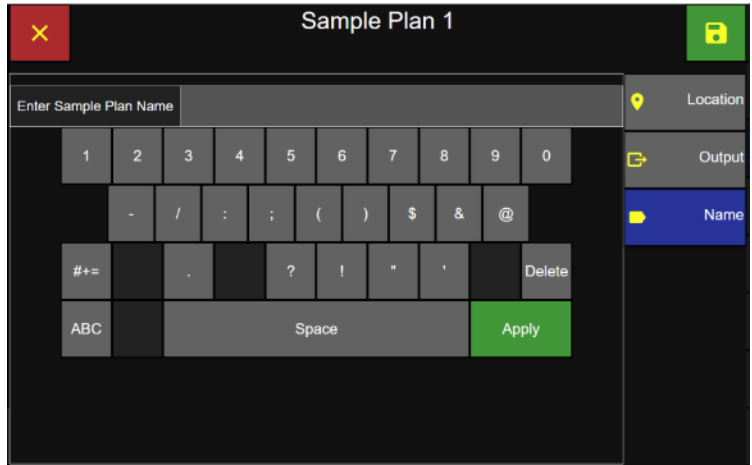 Sample Plan 1
Enter Sample Plan Name
Location
1 2 3 4 5 6 7 8 9 0
Output
- / : ; ( ) $ & @
Name
#+= . ? ! " ' Delete
ABC Space Apply